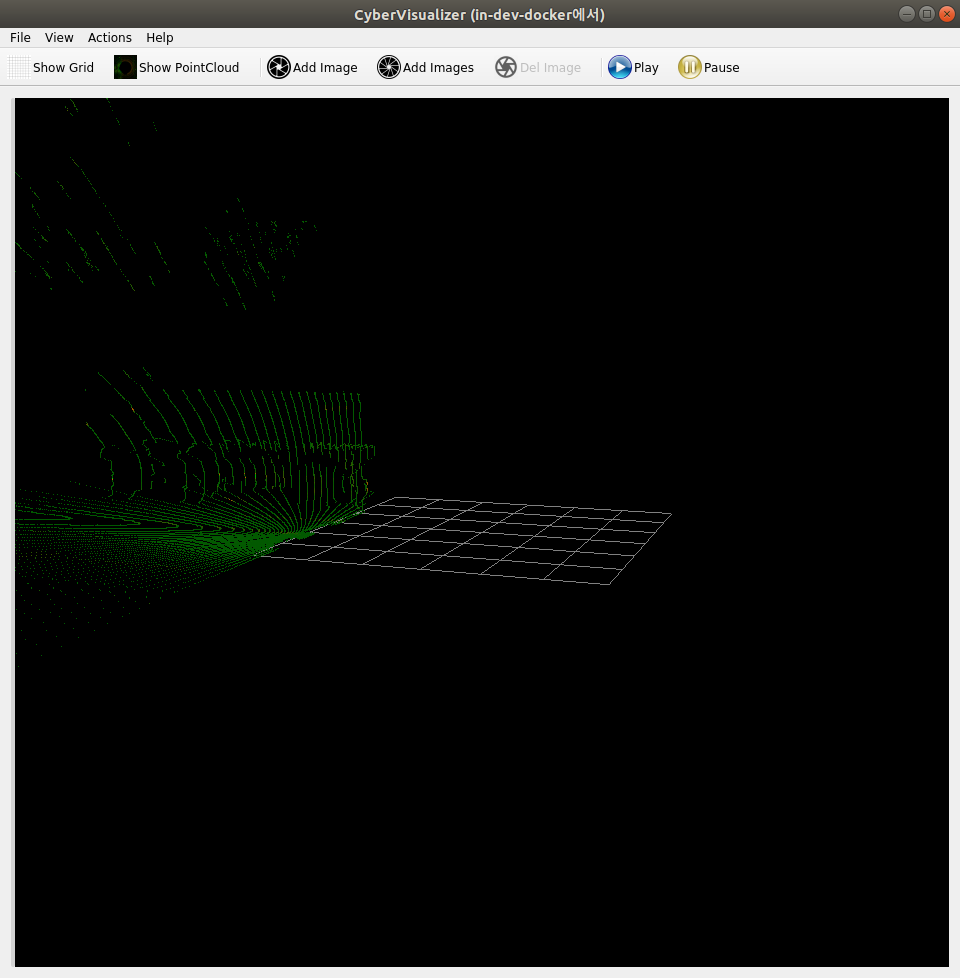 CyberVisualizer (in-dev-docker에서)
File View Actions Help
Show Grid Show PointCloud Add Image Add Images Del Image Play Pause